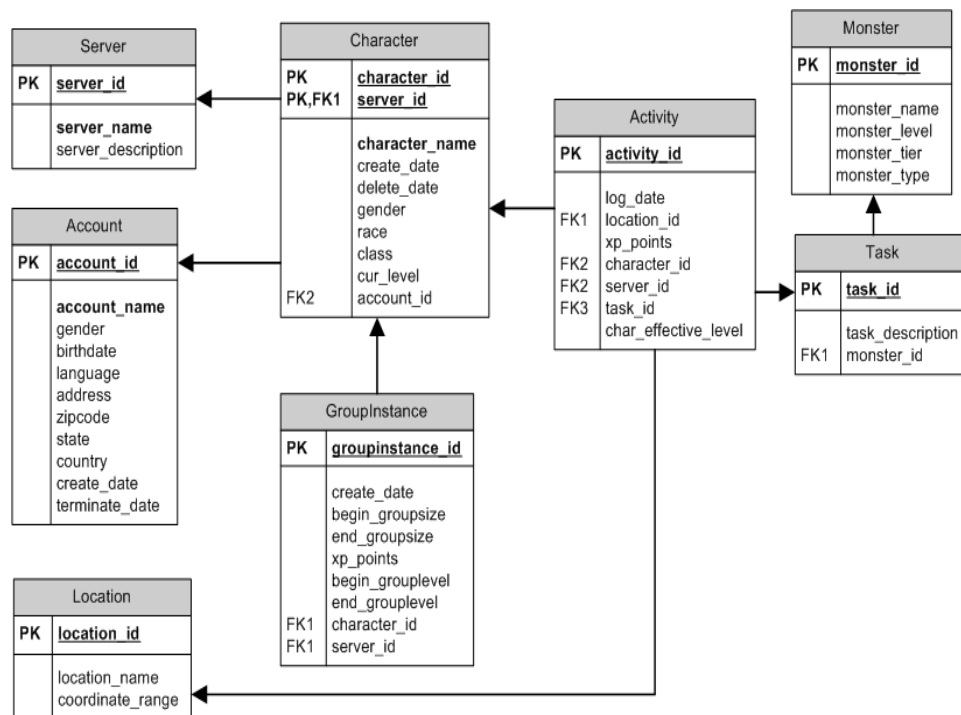 Server
PK server_id
server_name
server_description
Character
PK character_id
PK,FK1 server_id
character_name
create_date
delete_date
gender
race
class
cur_level
FK2 account_id
Monster
PK monster_id
monster_name
monster_level
monster_tier
monster_type
Activity
PK activity_id
log_date
FK1 location_id
xp_points
FK2 character_id
FK2 server_id
FK3 task_id
char_effective_level
Account
PK account_id
account_name
gender
birthdate
language
address
zipcode
state
country
create_date
terminate_date
Task
PK task_id
task_description
FK1 monster_id
GroupInstance
PK groupinstance_id
create_date
begin_groupsize
end_groupsize
xp_points
begin_grouplevel
end_grouplevel
FK1 character_id
FK1 server_id
Location
PK location_id
location_name
coordinate_range